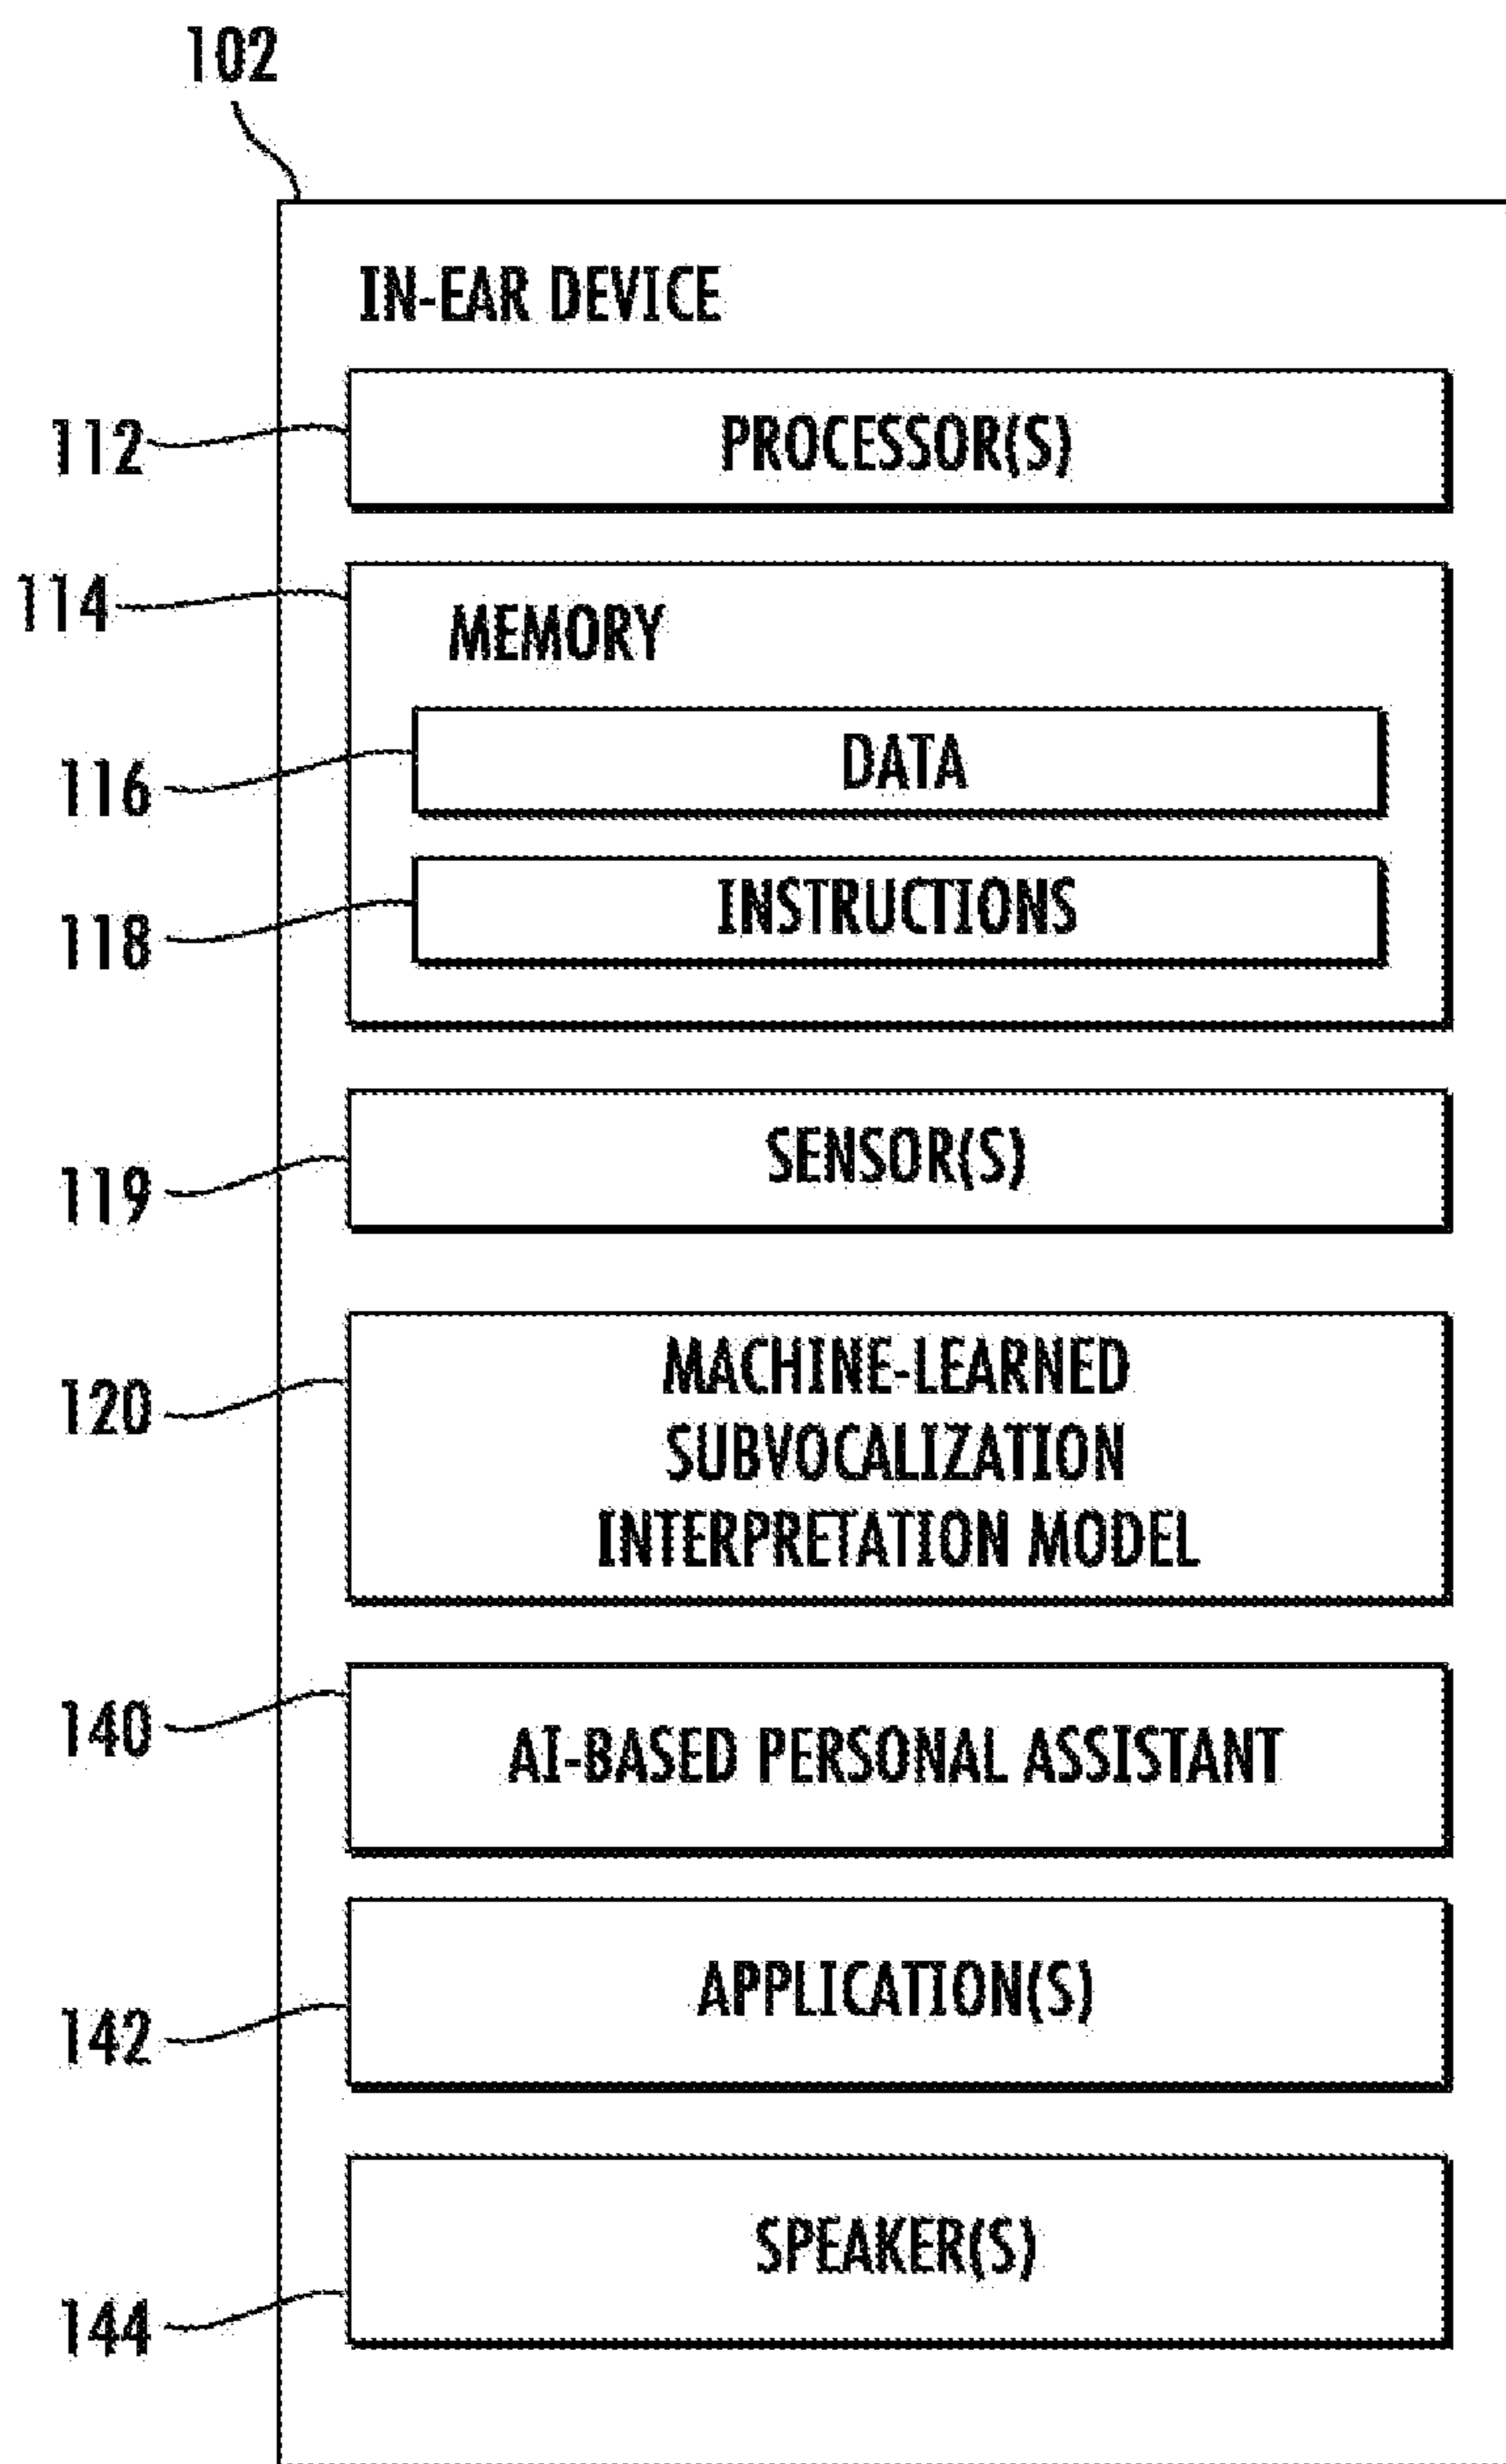 102
IN-EAR DEVICE
112
PROCESSOR(S)
114
MEMORY
116
DATA
118
INSTRUCTIONS
119
SENSOR(S)
120
MACHINE-LEARNED
SUBVOCALIZATION
INTERPRETATION MODEL
140
AI-BASED PERSONAL ASSISTANT
142
APPLICATION(S)
144
SPEAKER(S)